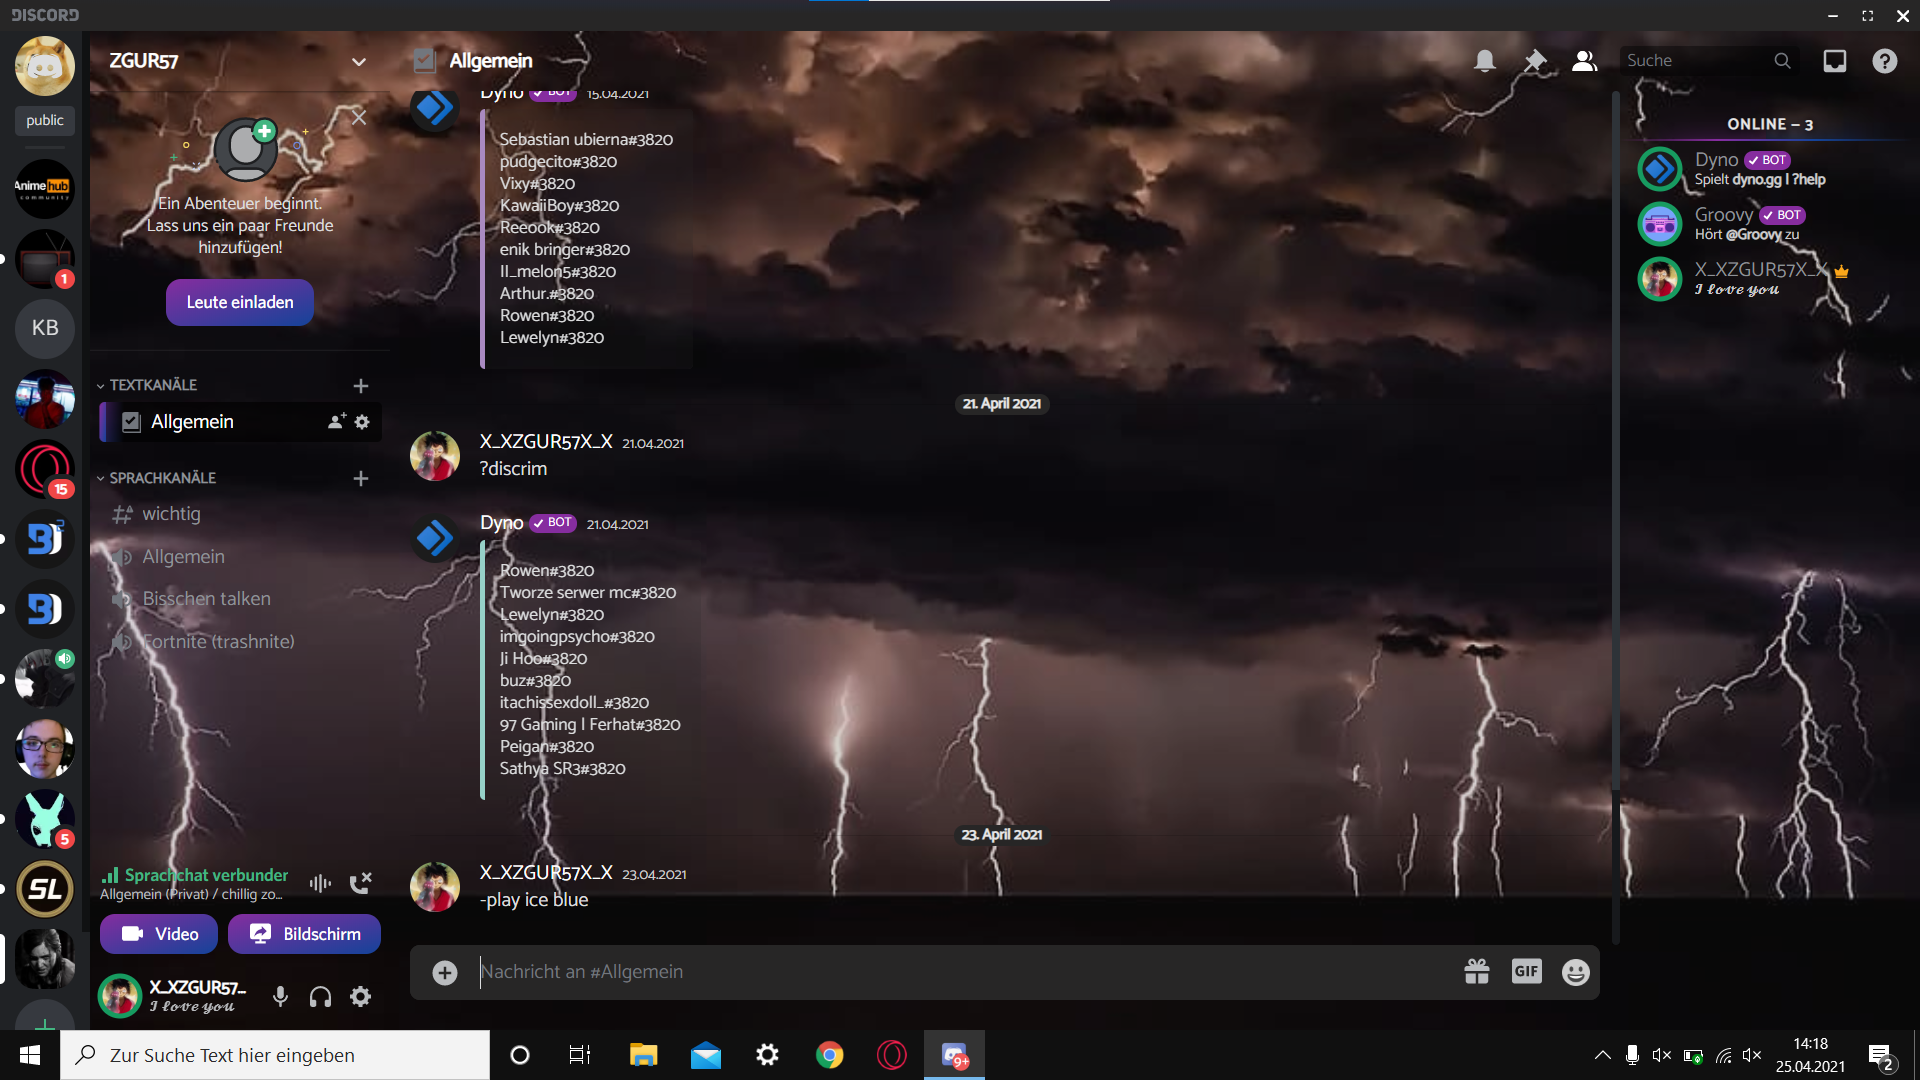 DISCORD
public
Anime hub
community
1
KB
15
2
5
SL
ZGUR57
Ein Abenteuer beginnt.
Lass uns ein paar Freunde
hinzufügen!
Leute einladen
TEXTKANÄLE
Allgemein
SPRACHKANÄLE
wichtig
Allgemein
Bisschen talken
Fortnite (trashnite)
Sprachchat verbunder
Allgemein (Privat) / chillig zo...
Video
Bildschirm
X_XZGUR57...
I love you
Allgemein
Suche
Dyno BOT 15.04.2021
Sebastian ubierna#3820
pudgecito#3820
Vixy#3820
KawaiiBoy#3820
Reeook#3820
enik bringer#3820
II_melon5#3820
Arthur.#3820
Rowen#3820
Lewelyn#3820
21. April 2021
X_XZGUR57X_X 21.04.2021
?discrim
Dyno BOT 21.04.2021
Rowen#3820
Tworze serwer mc#3820
Lewelyn#3820
imgoingpsycho#3820
Ji Hoo#3820
buz#3820
itachissexdoll_#3820
97 Gaming | Ferhat#3820
Peigan#3820
Sathya SR3#3820
23. April 2021
X_XZGUR57X_X 23.04.2021
-play ice blue
Nachricht an #Allgemein
GIF
ONLINE – 3
Dyno BOT
Spielt dyno.gg | ?help
Groovy BOT
Hört @Groovy zu
X_XZGUR57X_X
I love you
Zur Suche Text hier eingeben
9+
14:18
25.04.2021
2